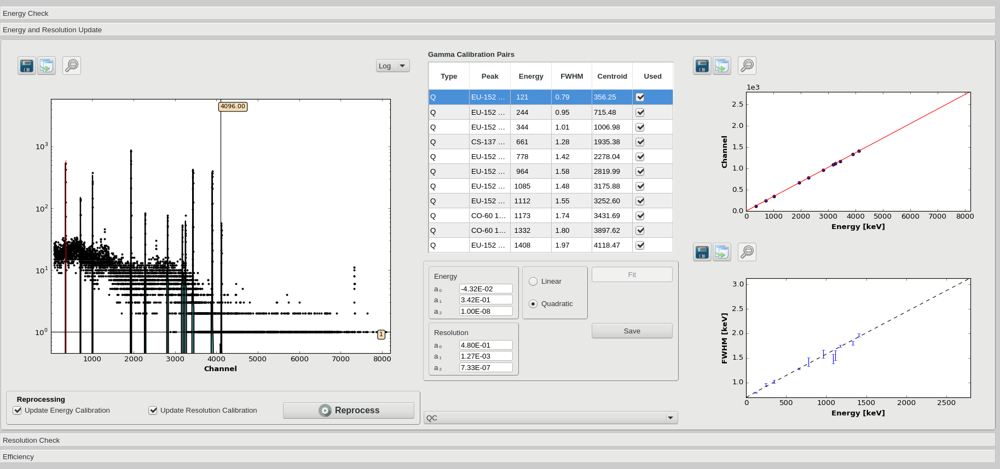 Energy Check
Energy and Resolution Update
Log
4096.00
10³
10²
10¹
10⁰
1
1000 2000 3000 4000 5000 6000 7000 8000
Channel
Reprocessing
Update Energy Calibration Update Resolution Calibration Reprocess
Gamma Calibration Pairs
Type Peak Energy FWHM Centroid Used
Q EU-152 ... 121 0.79 356.25
Q EU-152 ... 244 0.95 715.48
Q EU-152 ... 344 1.01 1006.98
Q CS-137 ... 661 1.28 1935.38
Q EU-152 ... 778 1.42 2278.04
Q EU-152 ... 964 1.58 2819.99
Q EU-152 ... 1085 1.48 3175.88
Q EU-152 ... 1112 1.55 3252.60
Q CO-60 1... 1173 1.74 3431.69
Q CO-60 1... 1332 1.80 3897.62
Q EU-152 ... 1408 1.97 4118.47
Energy
a₀ -4.32E-02
a₁ 3.42E-01
a₂ 1.00E-08
Linear
Quadratic
Fit
Resolution
a₀ 4.80E-01
a₁ 1.27E-03
a₂ 7.33E-07
Save
QC
1e3
2.5
2.0
1.5
1.0
0.5
0.0
Channel
0 1000 2000 3000 4000 5000 6000 7000 8000
Energy [keV]
3.0
2.5
2.0
1.5
1.0
FWHM [keV]
0 500 1000 1500 2000 2500
Energy [keV]
Resolution Check
Efficiency